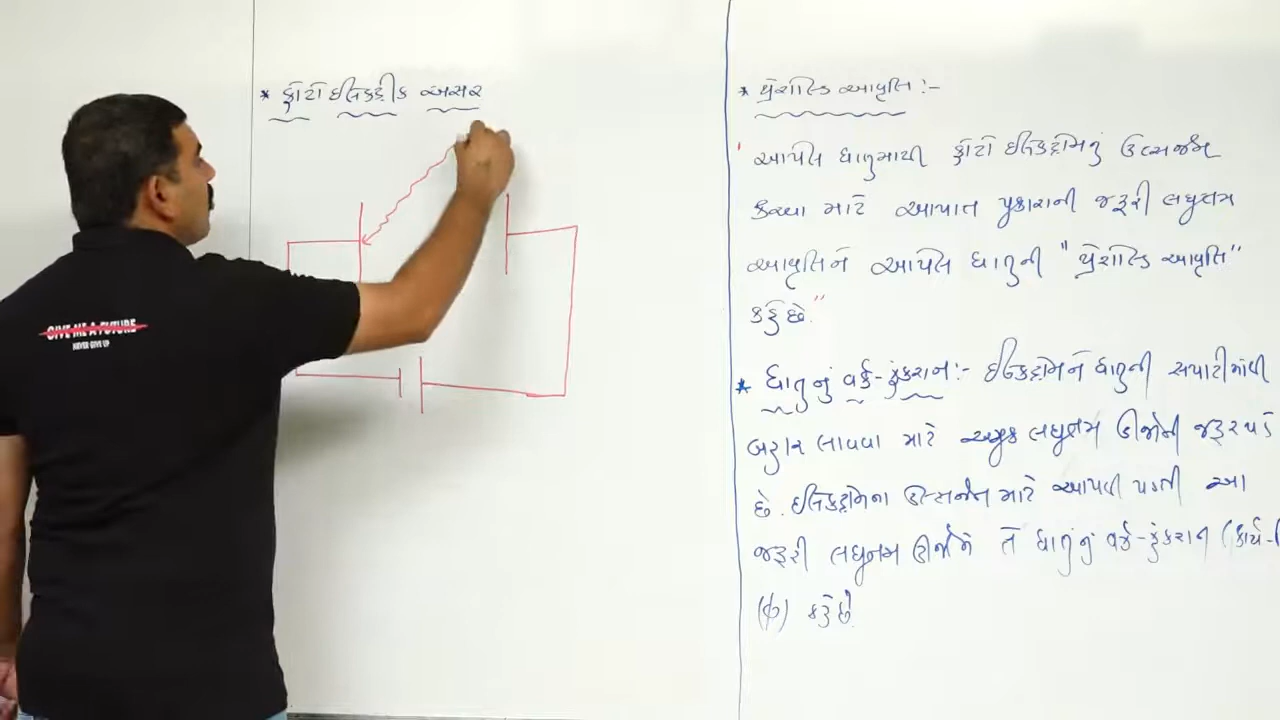 * ફોટો ઇલેક્ટ્રીક અસર
* થ્રેશોલ્ડ આવૃત્તિ :-
' આપેલ ધાતુમાંથી ફોટો ઇલેક્ટ્રોનનું ઉત્સર્જન
કરવા માટે આપાત પ્રકાશની જરૂરી લઘુત્તમ
આવૃત્તિને આપેલ ધાતુની "થ્રેશોલ્ડ આવૃત્તિ"
કહે છે."
* ધાતુનું વર્ક-ફંકશન :- ઇલેક્ટ્રોનને ધાતુની સપાટીમાંથી
બહાર લાવવા માટે અમુક લઘુત્તમ ઊર્જાની જરૂર પડે
છે. ઇલેક્ટ્રોનના ઉત્સર્જન માટે આપવી પડતી આ
જરૂરી લઘુત્તમ ઊર્જાને તે ધાતુનું વર્ક-ફંકશન (કાર્ય-
(ϕ) કહે છે.
GIVE ME A FUTURE
NEVER GIVE UP